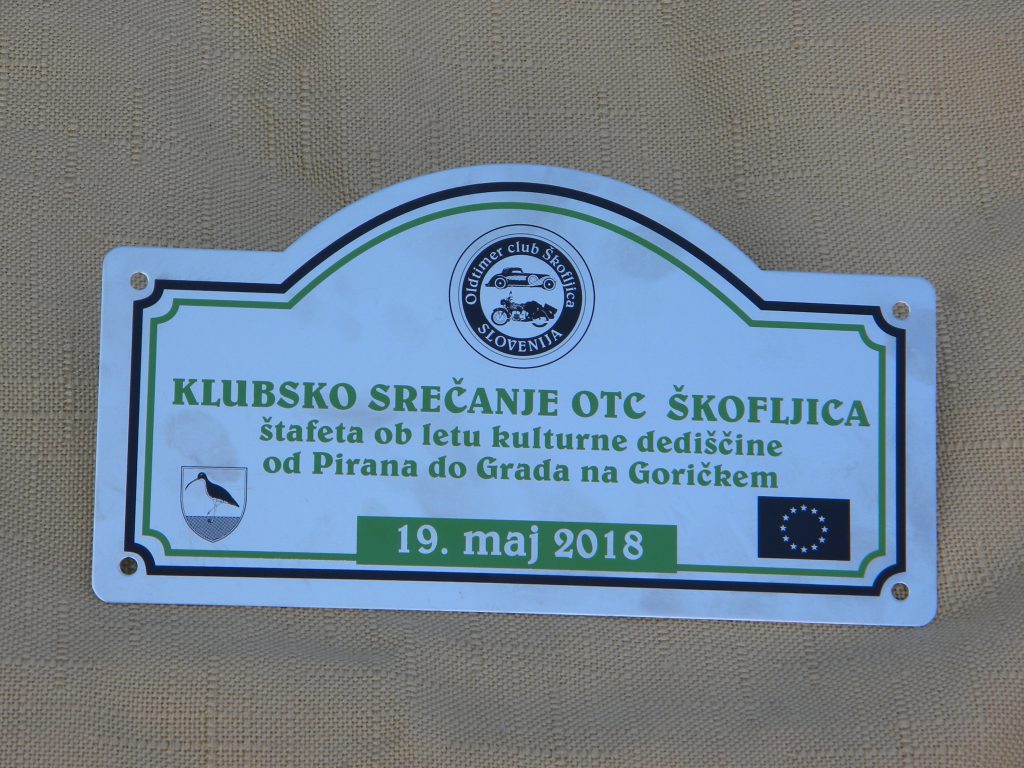 Oldtimer club Škofljica
SLOVENIJA
KLUBSKO SREČANJE OTC ŠKOFLJICA
štafeta ob letu kulturne dediščine
od Pirana do Grada na Goričkem
19. maj 2018